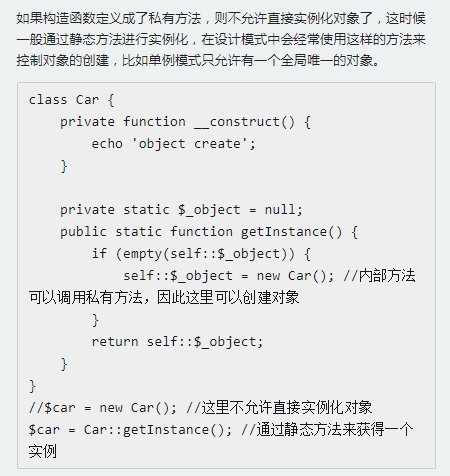 如果构造函数定义成了私有方法，则不允许直接实例化对象了，这时候
一般通过静态方法进行实例化，在设计模式中会经常使用这样的方法来
控制对象的创建，比如单例模式只允许有一个全局唯一的对象。
class Car {
    private function __construct() {
        echo 'object create';
    }

    private static $_object = null;
    public static function getInstance() {
        if (empty(self::$_object)) {
            self::$_object = new Car(); //内部方法
可以调用私有方法，因此这里可以创建对象
        }
        return self::$_object;
    }
}
//$car = new Car(); //这里不允许直接实例化对象
$car = Car::getInstance(); //通过静态方法来获得一个
实例